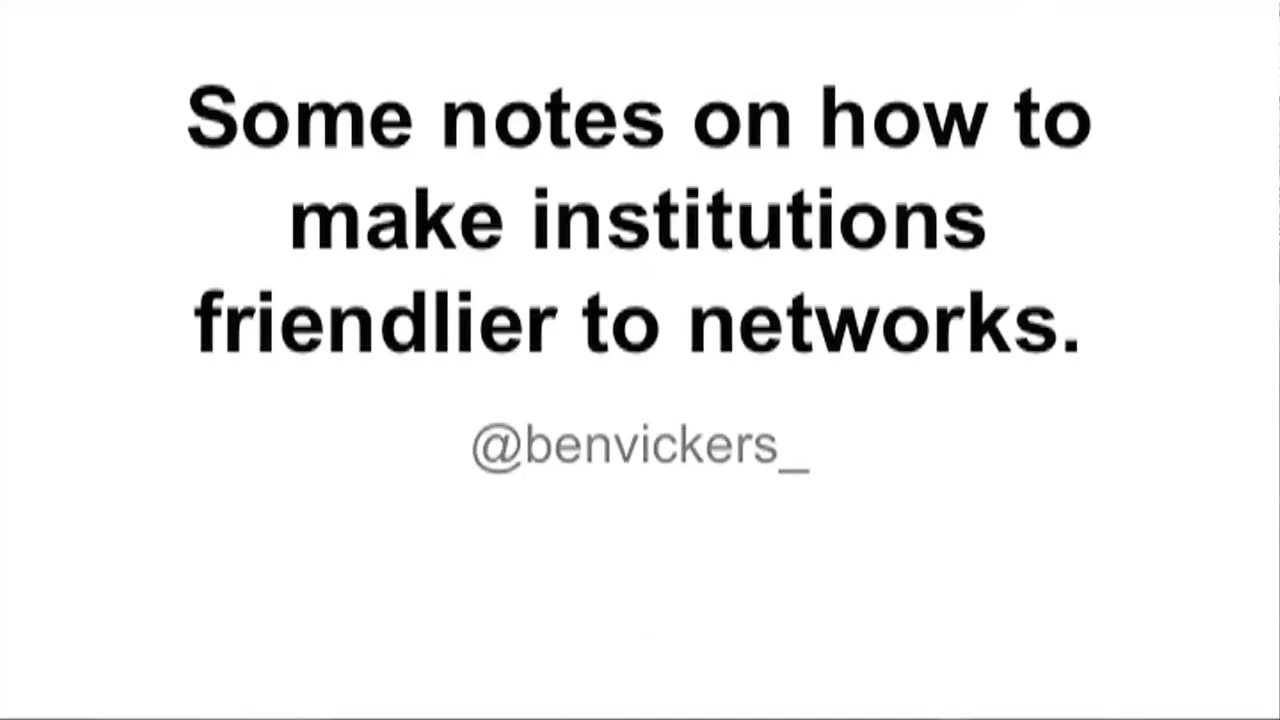 Some notes on how to
make institutions
friendlier to networks.
@benvickers_